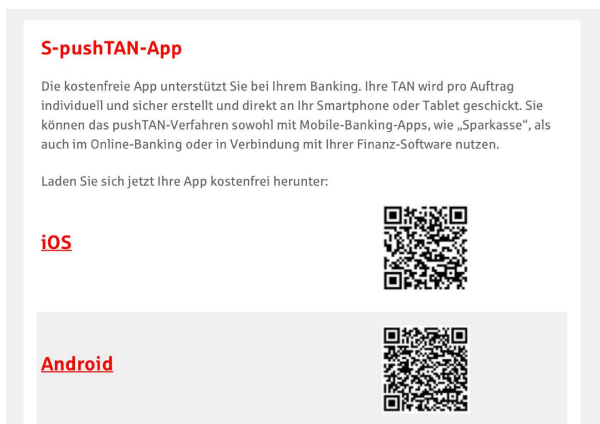 S-pushTAN-App
Die kostenfreie App unterstützt Sie bei Ihrem Banking. Ihre TAN wird pro Auftrag
individuell und sicher erstellt und direkt an Ihr Smartphone oder Tablet geschickt. Sie
können das pushTAN-Verfahren sowohl mit Mobile-Banking-Apps, wie „Sparkasse“, als
auch im Online-Banking oder in Verbindung mit Ihrer Finanz-Software nutzen.
Laden Sie sich jetzt Ihre App kostenfrei herunter:
iOS
Android